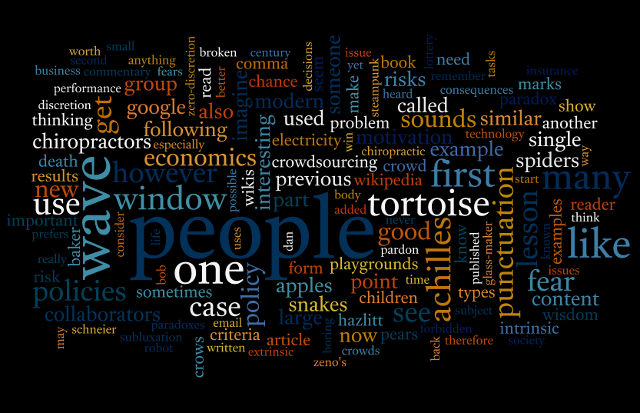 worth
small
second
anything
broken
century
issue
lottery
business
commentary
fears
zero-discretion
comma
decisions
scum
someone
yet
book
need
tasks
insurance
performance
group
read
better
chance
make
steampunk
risks
remember
consequences
marks
discretion
get
google
also
imagine
modern
heard
called
paradox
show
thinking
following
used
problem
sounds
similar
another
chiropractors
especially
interesting
electricity
win
motivation
technology
single
way
death
economics
crowdsourcing
chiropractic
crowd
example
spiders
results
however
possible
wikis
previous
wikipedia
first
start
many
new
wave
window
part
body
tortoise
punctuation
lesson
use
people
added
never
good
achilles
know
reader
important
consider
life
uses
dan
pardon
published
glass-maker
known
examples
think
like
prefers
baker
really
bob
one
policy
form
playgrounds
issues
risk
policies
sometimes
apples
point
time
types
fear
collaborators
case
snakes
children
see
subject
content
may
schneier
paradoxes
email
large
hazlitt
now
pears
forbidden
intrinsic
wisdom
subluxation
crows
criteria
article
boring
crowds
back
therefore
society
robot
written
extrinsic
zeno's